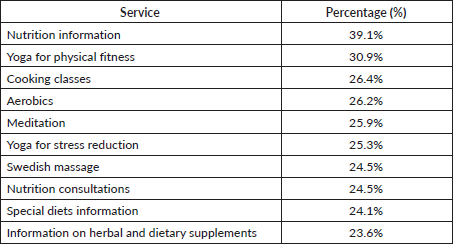 Service Percentage (%)
Nutrition information 39.1%
Yoga for physical fitness 30.9%
Cooking classes 26.4%
Aerobics 26.2%
Meditation 25.9%
Yoga for stress reduction 25.3%
Swedish massage 24.5%
Nutrition consultations 24.5%
Special diets information 24.1%
Information on herbal and dietary supplements 23.6%